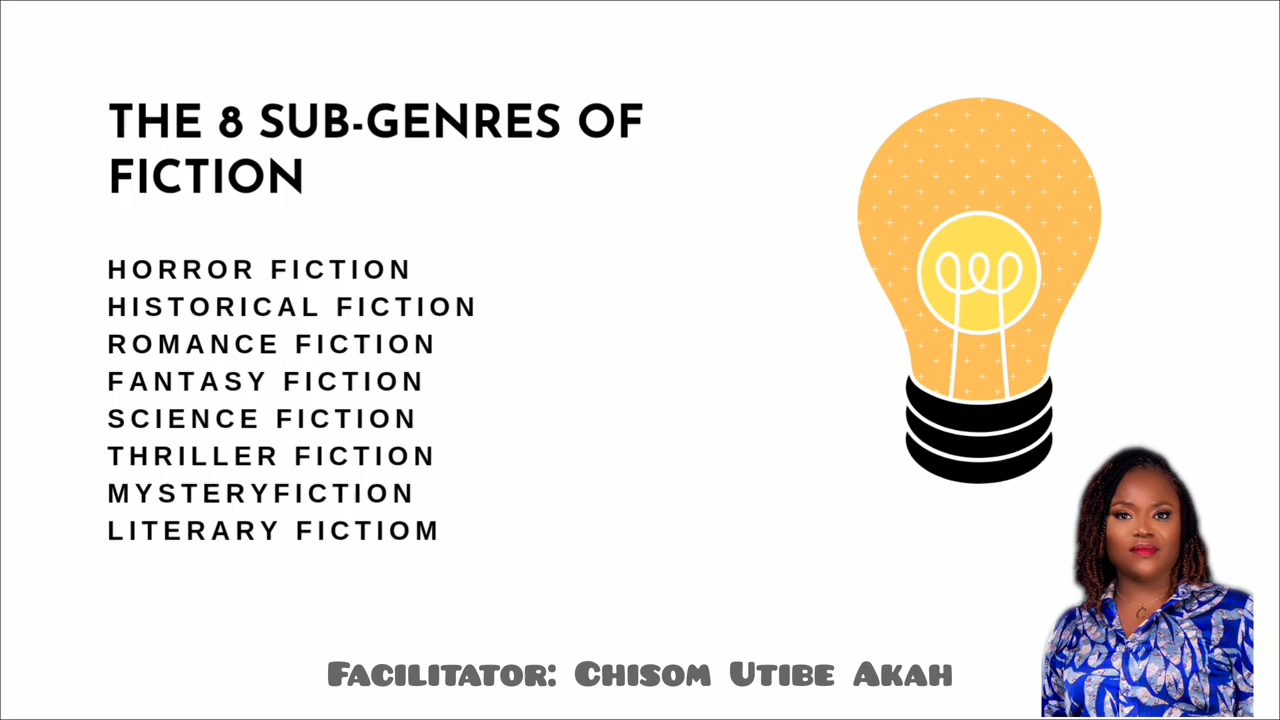 THE 8 SUB-GENRES OF
FICTION
HORROR FICTION
HISTORICAL FICTION
ROMANCE FICTION
FANTASY FICTION
SCIENCE FICTION
THRILLER FICTION
MYSTERYFICTION
LITERARY FICTIOM
Facilitator: Chisom Utibe Akah